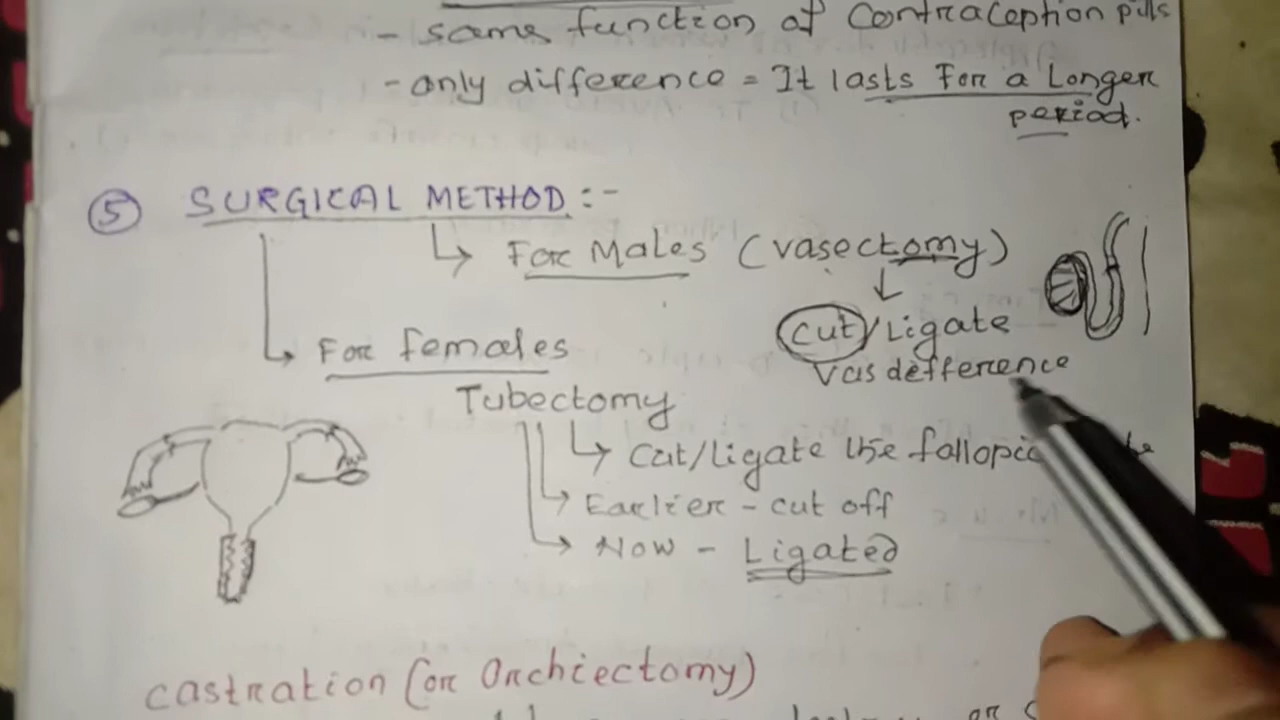 - same function of contraception pills
- only difference = It lasts For a Longer
period.
⑤ SURGICAL METHOD :-
↳ For Males (vasectomy)
↓
cut/Ligate
Vas defference
↳ For females
Tubectomy
↳ Cut/Ligate the
↳ Earlier - cut off
↳ Now - Ligated
castration (or Orchiectomy)
or